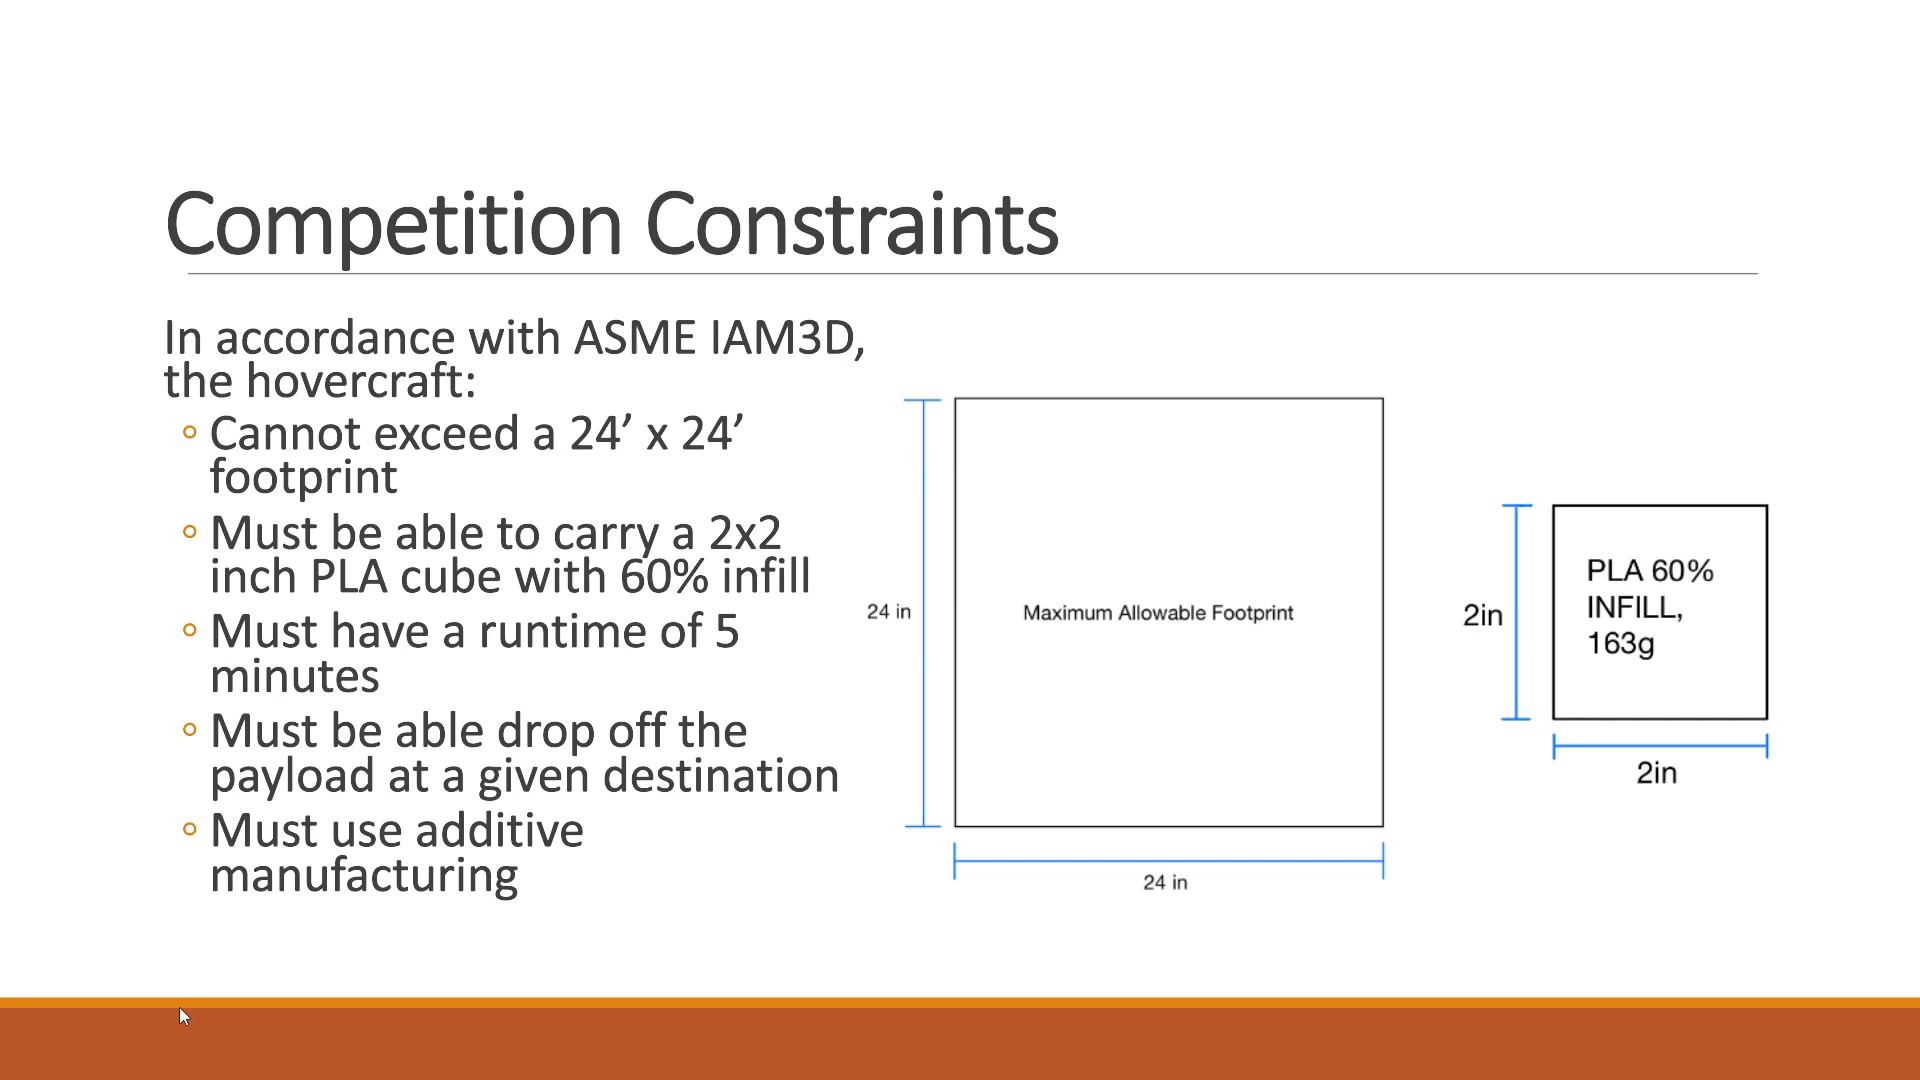 Competition Constraints
In accordance with ASME IAM3D,
the hovercraft:
◦ Cannot exceed a 24’ x 24’
footprint
◦ Must be able to carry a 2x2
inch PLA cube with 60% infill
◦ Must have a runtime of 5
minutes
◦ Must be able drop off the
payload at a given destination
◦ Must use additive
manufacturing
24 in
Maximum Allowable Footprint
24 in
2in
PLA 60%
INFILL,
163g
2in